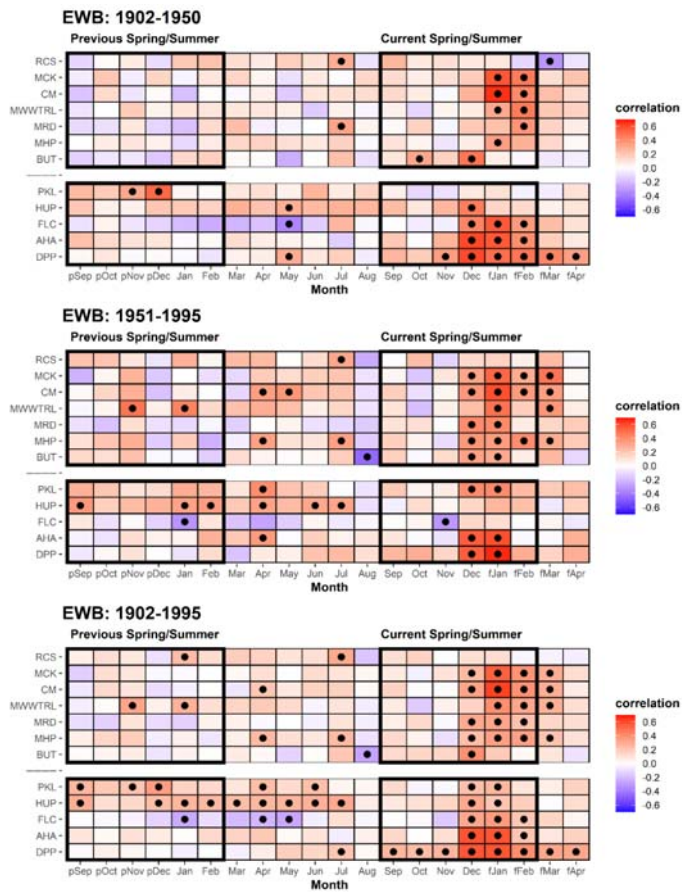 EWB: 1902-1950
Previous Spring/Summer Current Spring/Summer
RCS
MCK
CM
MWWTRL
MRD
MHP
BUT
PKL
HUP
FLC
AHA
DPP
pSep pOct pNov pDec Jan Feb Mar Apr May Jun Jul Aug Sep Oct Nov Dec fJan fFeb fMar fApr
Month
correlation
0.6
0.4
0.2
0.0
-0.2
-0.4
-0.6
EWB: 1951-1995
Previous Spring/Summer Current Spring/Summer
RCS
MCK
CM
MWWTRL
MRD
MHP
BUT
PKL
HUP
FLC
AHA
DPP
pSep pOct pNov pDec Jan Feb Mar Apr May Jun Jul Aug Sep Oct Nov Dec fJan fFeb fMar fApr
Month
correlation
0.6
0.4
0.2
0.0
-0.2
-0.4
-0.6
EWB: 1902-1995
Previous Spring/Summer Current Spring/Summer
RCS
MCK
CM
MWWTRL
MRD
MHP
BUT
PKL
HUP
FLC
AHA
DPP
pSep pOct pNov pDec Jan Feb Mar Apr May Jun Jul Aug Sep Oct Nov Dec fJan fFeb fMar fApr
Month
correlation
0.6
0.4
0.2
0.0
-0.2
-0.4
-0.6